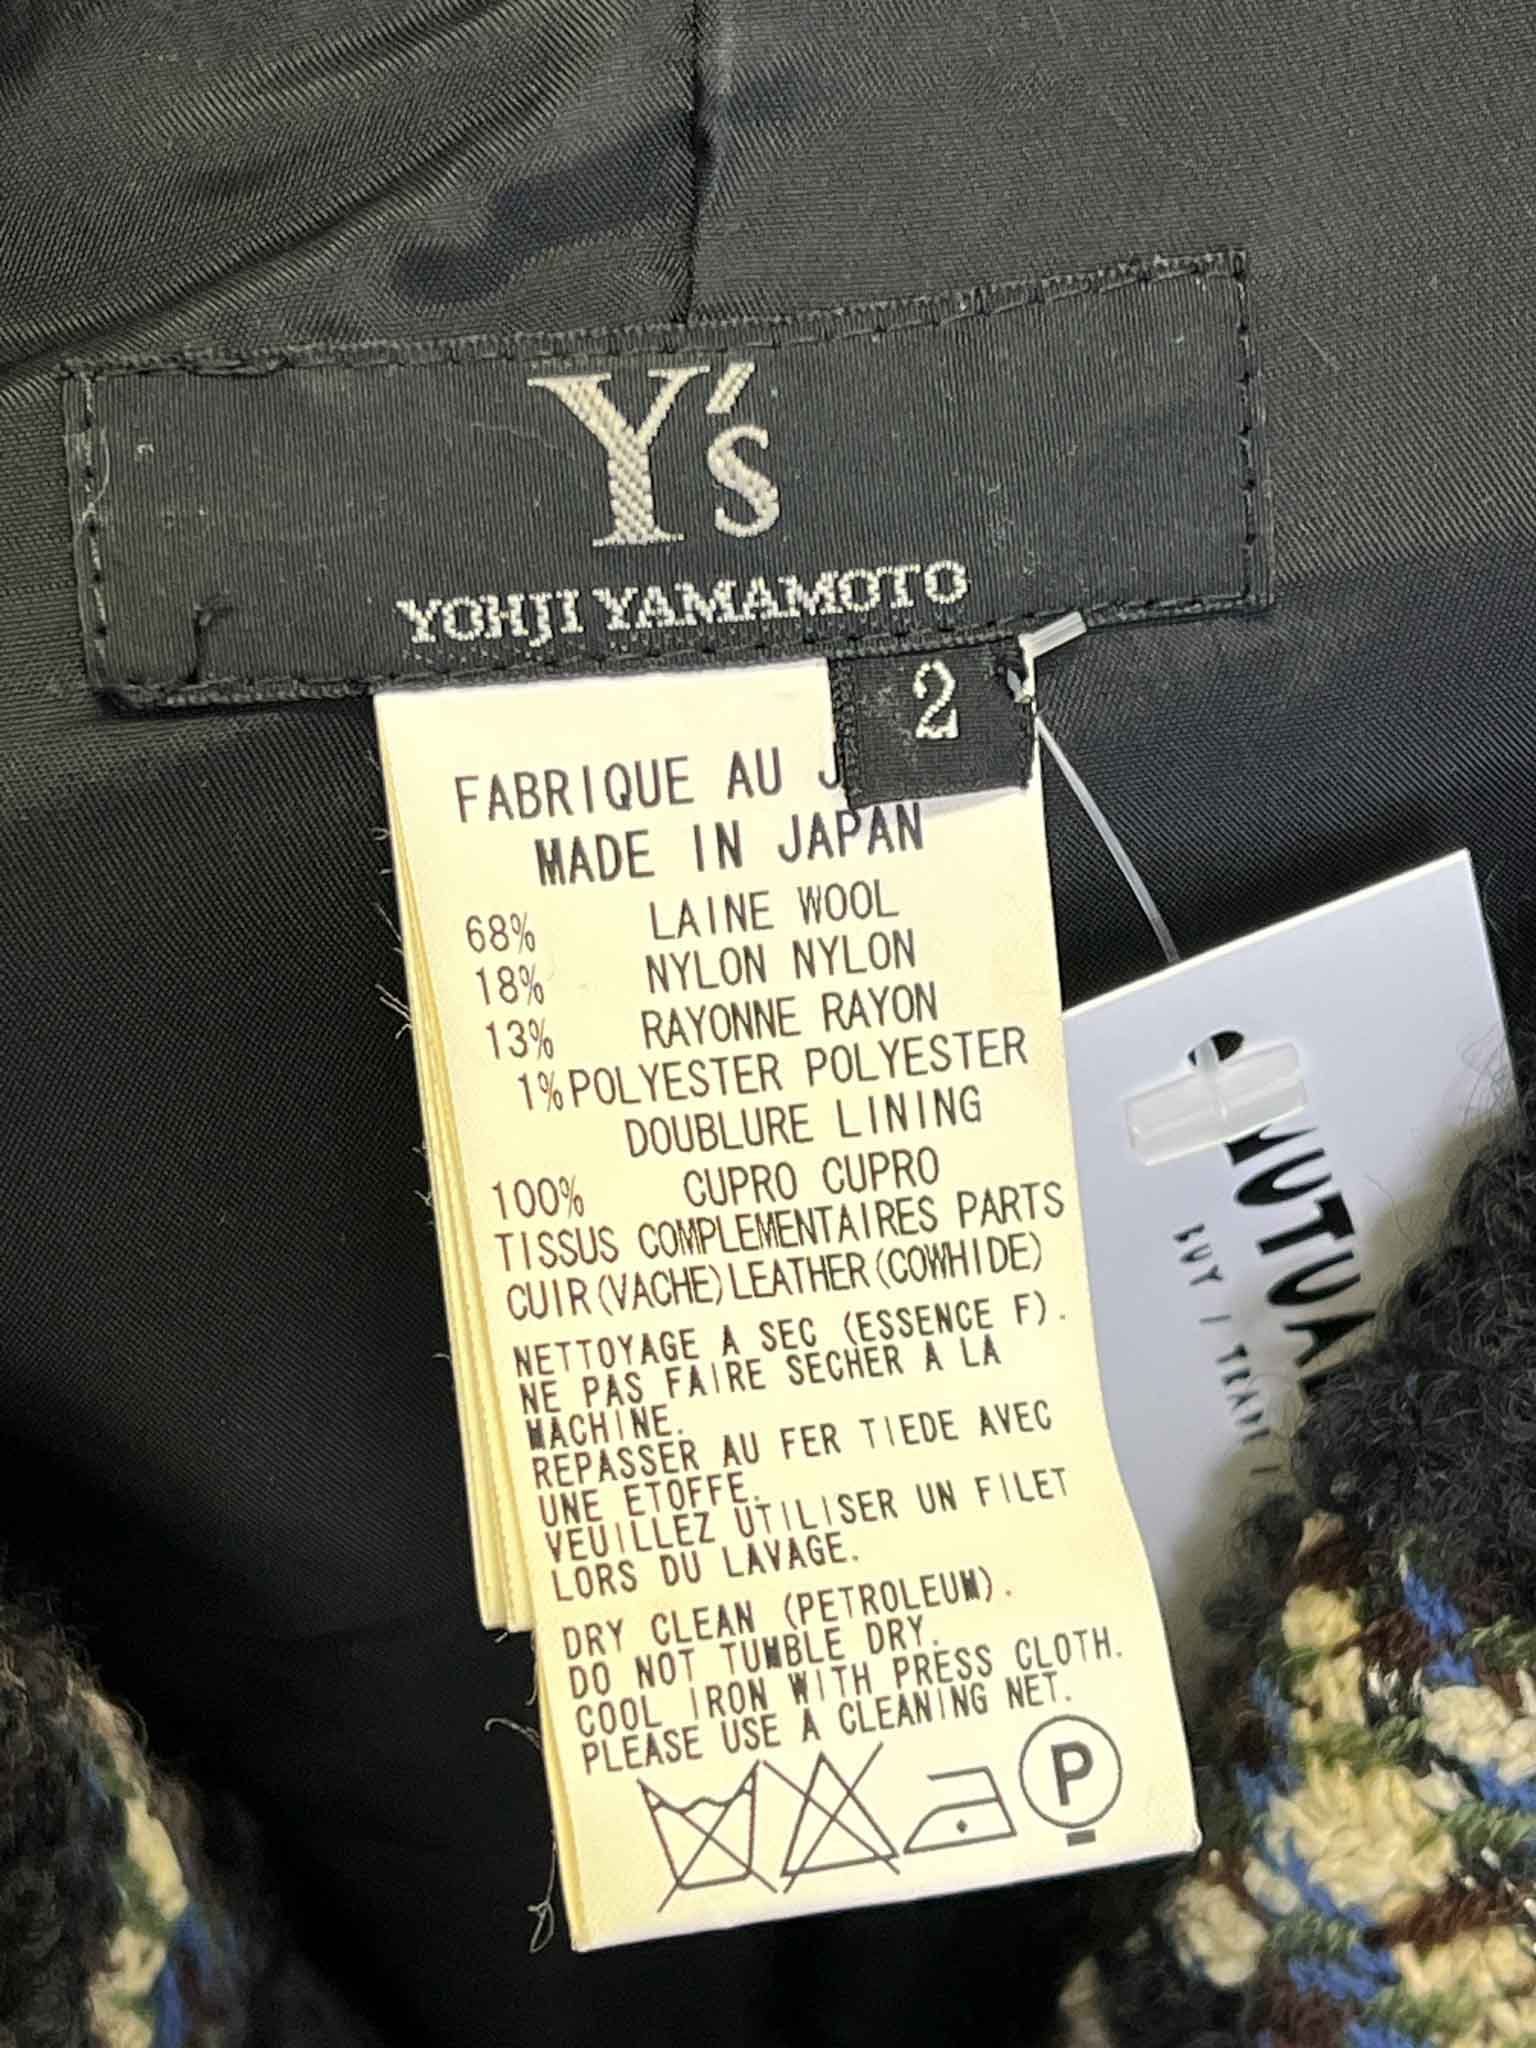 Y's
YOHJI YAMAMOTO
2
FABRIQUE AU
MADE IN JAPAN
68% LAINE WOOL
18% NYLON NYLON
13% RAYONNE RAYON
1% POLYESTER POLYESTER
DOUBLURE LINING
100% CUPRO CUPRO
TISSUS COMPLEMENTAIRES PARTS
CUIR(VACHE)LEATHER(COWHIDE)
NETTOYAGE A SEC (ESSENCE F).
NE PAS FAIRE SECHER A LA
MACHINE.
REPASSER AU FER TIEDE AVEC
UNE ETOFFE.
VEUILLEZ UTILISER UN FILET
LORS DU LAVAGE.
DRY CLEAN (PETROLEUM).
DO NOT TUMBLE DRY.
COOL IRON WITH PRESS CLOTH.
PLEASE USE A CLEANING NET.
P
BUY / TRADE /